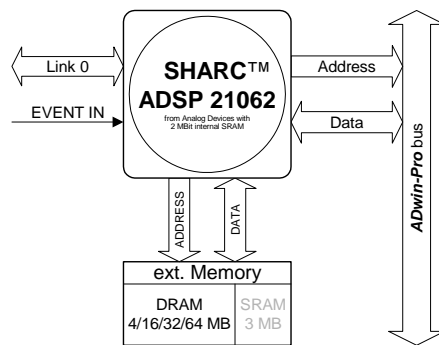 Link 0
EVENT IN
SHARC™
ADSP 21062
from Analog Devices with
2 MBit internal SRAM
Address
Data
ADwin-Pro bus
ADDRESS
DATA
ext. Memory
DRAM
4/16/32/64 MB
SRAM
3 MB